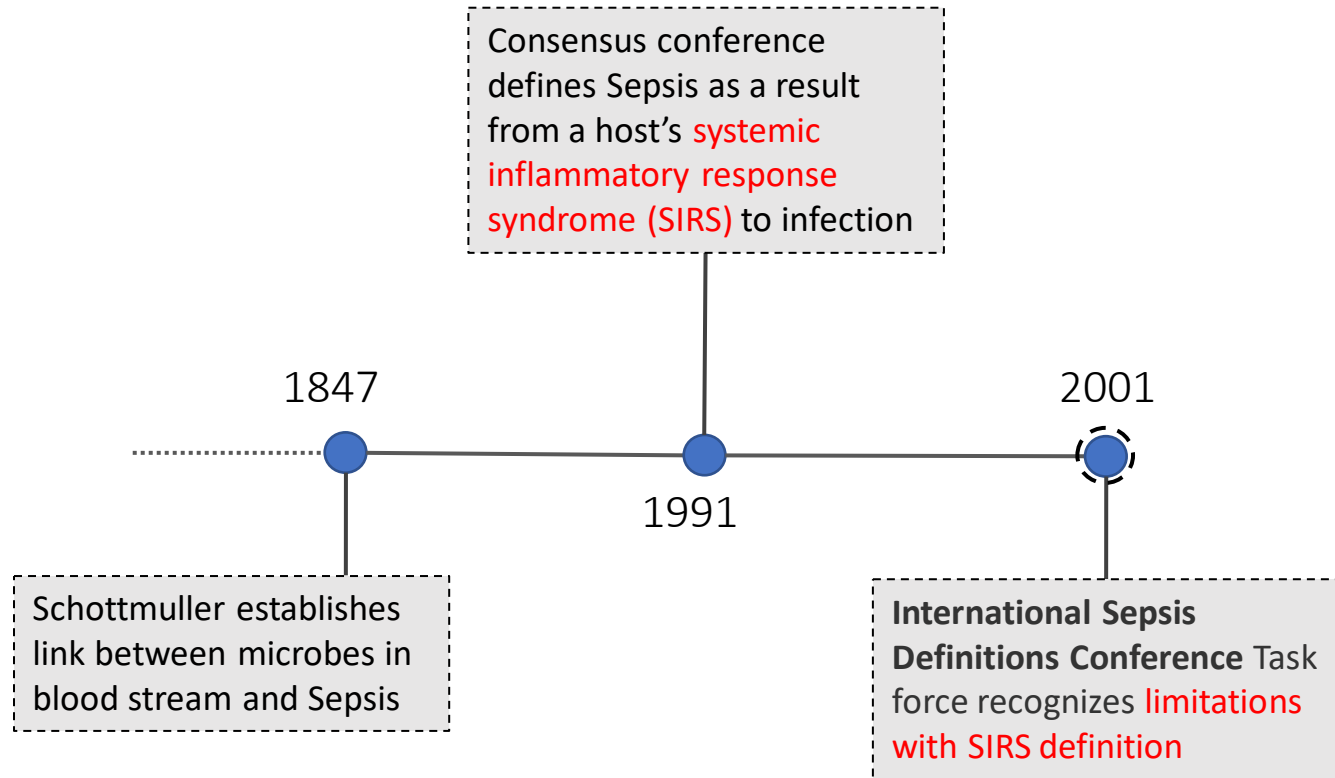 Consensus conference
defines Sepsis as a result
from a host’s systemic
inflammatory response
syndrome (SIRS) to infection
1847
2001
1991
Schottmuller establishes
link between microbes in
blood stream and Sepsis
International Sepsis
Definitions Conference Task
force recognizes limitations
with SIRS definition